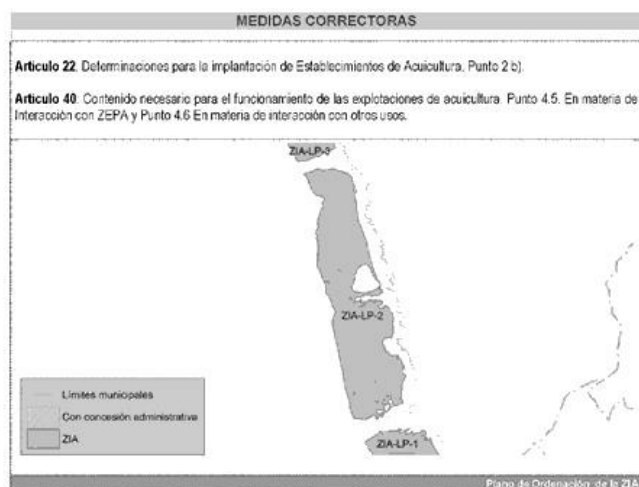 MEDIDAS CORRECTORAS
Artículo 22. Determinaciones para la implantación de Establecimientos de Acuicultura. Punto 2 b).
Artículo 40. Contenido necesario para el funcionamiento de las explotaciones de acuicultura. Punto 4.5. En materia de
Interacción con ZEPA y Punto 4.6 En materia de interacción con otros usos.
ZIA-LP-3
ZIA-LP-2
ZIA-LP-1
Límites municipales
Con concesión administrativa
ZIA
Plano de Ordenación de la ZIA